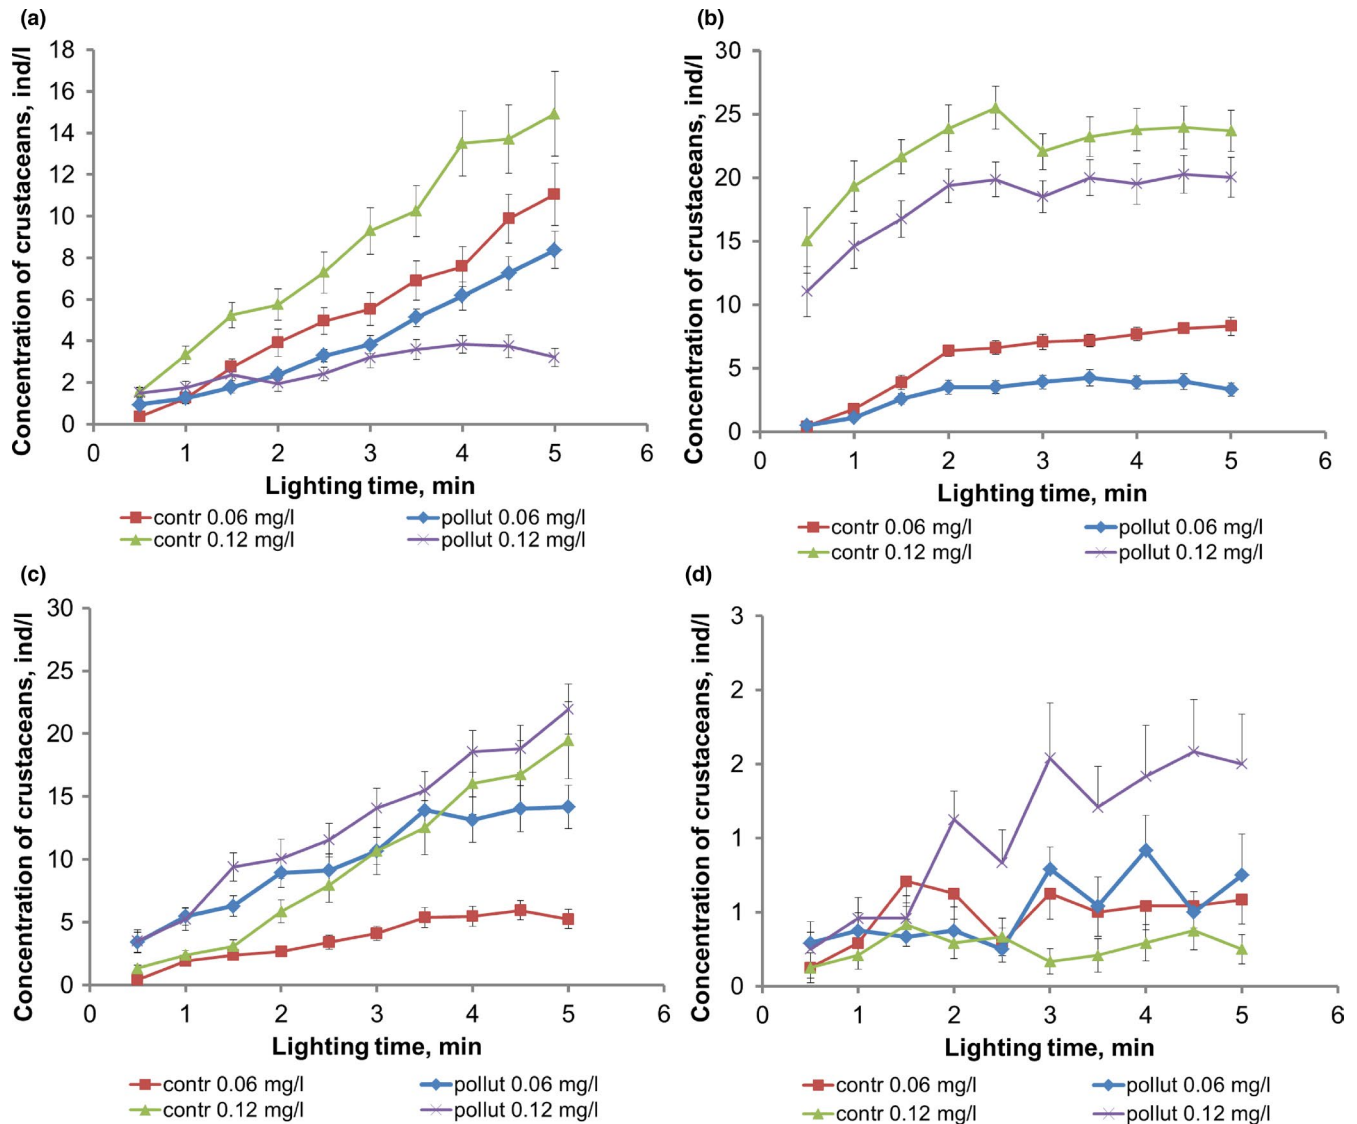 (a)
Concentration of crustaceans, ind/l
18
16
14
12
10
8
6
4
2
0
0 1 2 3 4 5 6
Lighting time, min
contr 0.06 mg/l pollut 0.06 mg/l
contr 0.12 mg/l pollut 0.12 mg/l
(b)
Concentration of crustaceans, ind/l
30
25
20
15
10
5
0
0 1 2 3 4 5 6
Lighting time, min
contr 0.06 mg/l pollut 0.06 mg/l
contr 0.12 mg/l pollut 0.12 mg/l
(c)
Concentration of crustaceans, ind/l
30
25
20
15
10
5
0
0 1 2 3 4 5 6
Lighting time, min
contr 0.06 mg/l pollut 0.06 mg/l
contr 0.12 mg/l pollut 0.12 mg/l
(d)
Concentration of crustaceans, ind/l
3
2
2
1
1
0
0 1 2 3 4 5 6
Lighting time, min
contr 0.06 mg/l pollut 0.06 mg/l
contr 0.12 mg/l pollut 0.12 mg/l